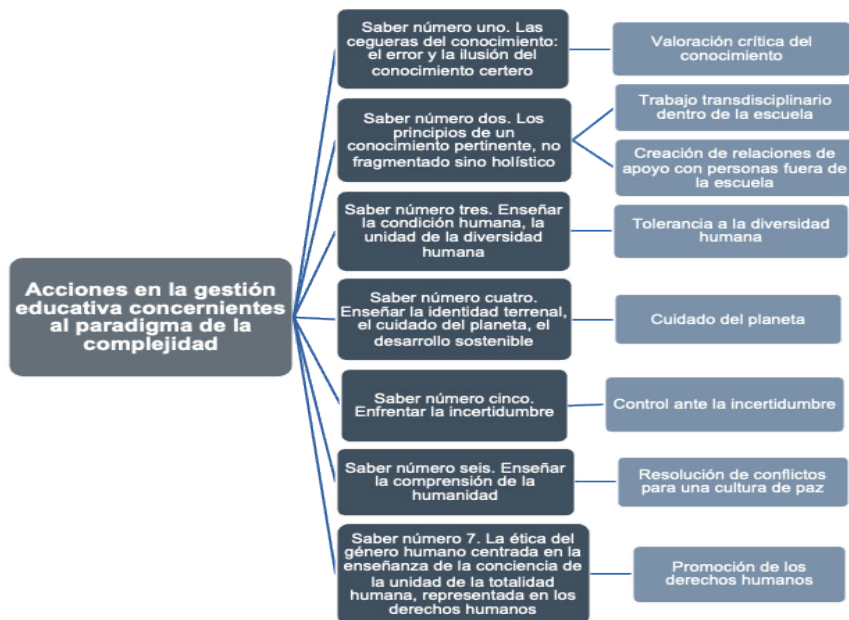 Acciones en la gestión
educativa concernientes
al paradigma de la
complejidad
Saber número uno. Las
cegueras del conocimiento:
el error y la ilusión del
conocimiento certero
Valoración crítica del
conocimiento
Saber número dos. Los
principios de un
conocimiento pertinente, no
fragmentado sino holístico
Trabajo transdisciplinario
dentro de la escuela
Creación de relaciones de
apoyo con personas fuera de
la escuela
Saber número tres. Enseñar
la condición humana, la
unidad de la diversidad
humana
Tolerancia a la diversidad
humana
Saber número cuatro.
Enseñar la identidad terrenal,
el cuidado del planeta, el
desarrollo sostenible
Cuidado del planeta
Saber número cinco.
Enfrentar la incertidumbre
Control ante la incertidumbre
Saber número seis. Enseñar
la comprensión de la
humanidad
Resolución de conflictos
para una cultura de paz
Saber número 7. La ética del
género humano centrada en la
enseñanza de la conciencia de
la unidad de la totalidad
humana, representada en los
derechos humanos
Promoción de los
derechos humanos